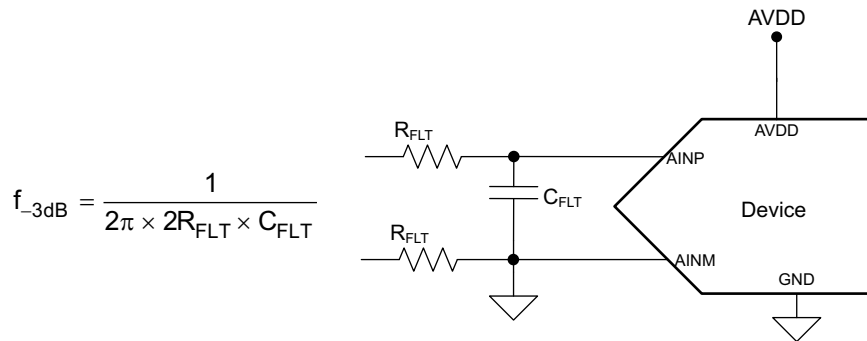 AVDD
R_FLT
AVDD
AINP
f_–3dB = 1 / (2π × 2R_FLT × C_FLT)
C_FLT
Device
R_FLT
AINM
GND